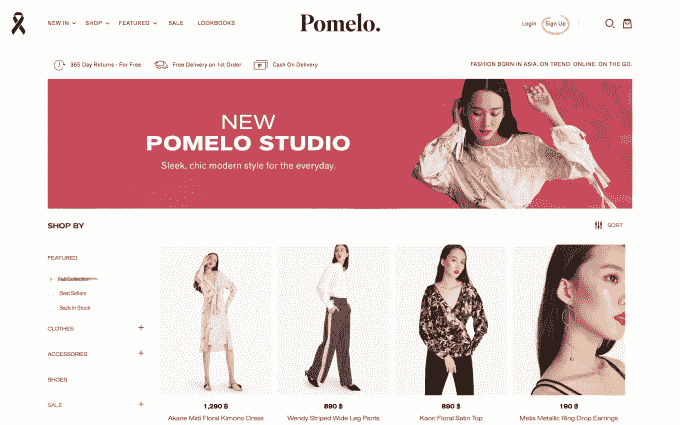 NEW IN SHOP FEATURED SALE LOOKBOOKS
Pomelo.
Login Sign Up
365 Day Returns - For Free
Free Delivery on 1st Order
Cash On Delivery
FASHION BORN IN ASIA. ON TREND. ONLINE. ON THE GO.
NEW
POMELO STUDIO
Sleek, chic modern style for the everyday.
SHOP BY
SORT
FEATURED
Best Sellers
Back In Stock
CLOTHES +
ACCESSORIES +
SHOES
SALE +
1,290 ฿
Akane Midi Floral Kimono Dress
890 ฿
Wendy Striped Wide Leg Pants
890 ฿
Kaori Floral Satin Top
190 ฿
Metis Metallic Ring Drop Earrings